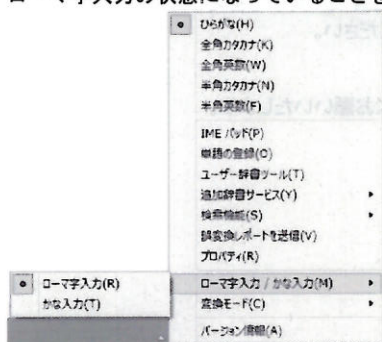 ローマ字入力の状態になっていることも
ひらがな(H)
全角カタカナ(K)
全角英数(W)
半角カタカナ(N)
半角英数(F)
IME パッド(P)
単語の登録(O)
ユーザー辞書ツール(T)
追加辞書サービス(Y)
検索機能(S)
誤変換レポートを送信(V)
プロパティ(R)
ローマ字入力 / かな入力(M)
ローマ字入力(R)
かな入力(T)
変換モード(C)
バージョン情報(A)